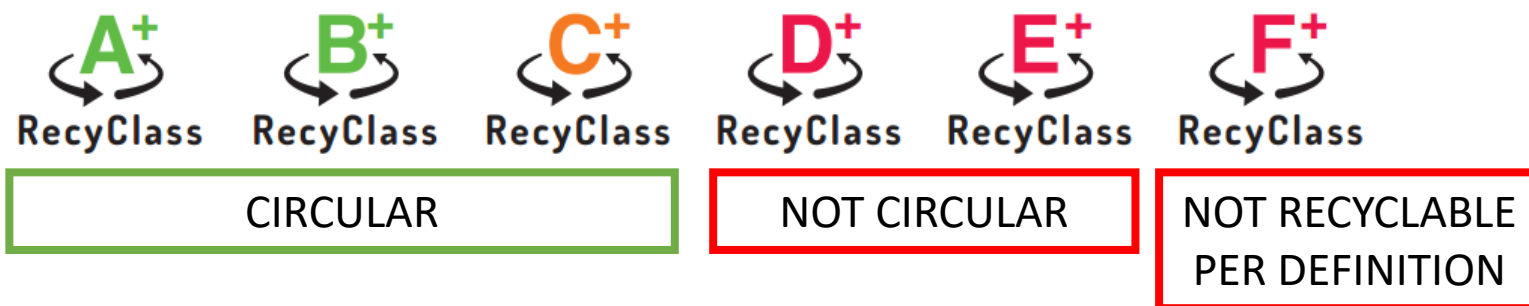 A+ B+ C+ D+ E+ F+
RecyClass RecyClass RecyClass RecyClass RecyClass RecyClass
CIRCULAR NOT CIRCULAR NOT RECYCLABLE
PER DEFINITION